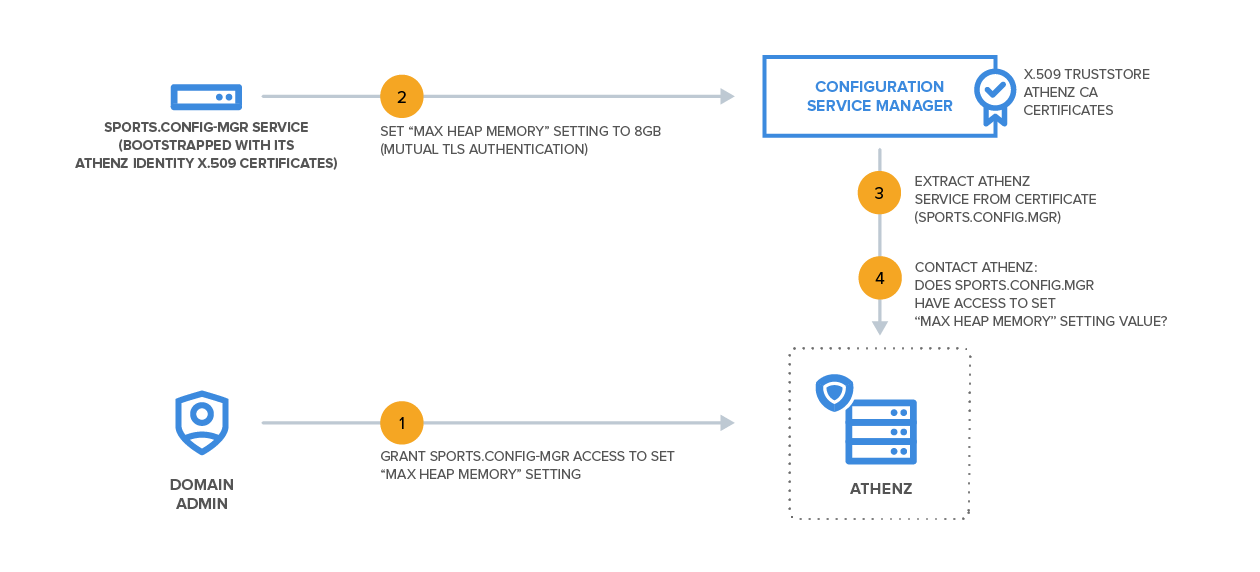 SPORTS.CONFIG-MGR SERVICE
(BOOTSTRAPPED WITH ITS
ATHENZ IDENTITY X.509 CERTIFICATES)
2
SET “MAX HEAP MEMORY” SETTING TO 8GB
(MUTUAL TLS AUTHENTICATION)
CONFIGURATION
SERVICE MANAGER
X.509 TRUSTSTORE
ATHENZ CA
CERTIFICATES
3
EXTRACT ATHENZ
SERVICE FROM CERTIFICATE
(SPORTS.CONFIG.MGR)
4
CONTACT ATHENZ:
DOES SPORTS.CONFIG.MGR
HAVE ACCESS TO SET
“MAX HEAP MEMORY” SETTING VALUE?
DOMAIN
ADMIN
1
GRANT SPORTS.CONFIG-MGR ACCESS TO SET
“MAX HEAP MEMORY” SETTING
ATHENZ